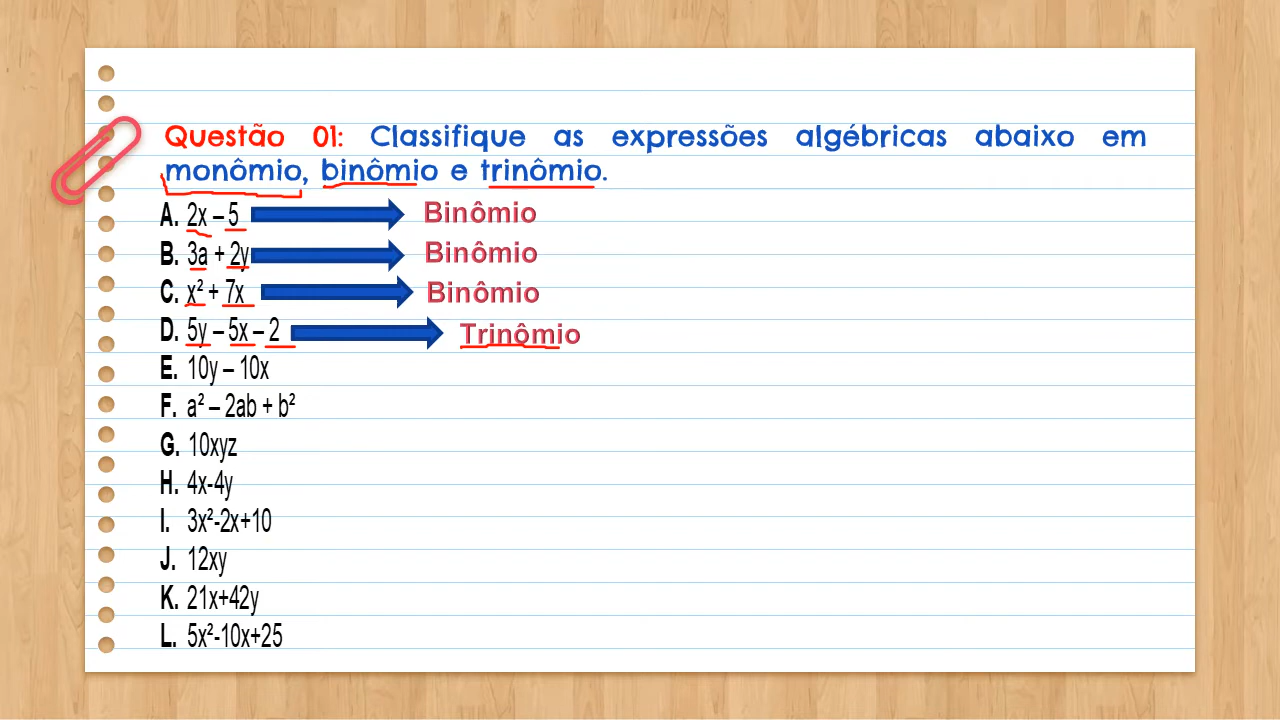 Questão 01: Classifique as expressões algébricas abaixo em
monômio, binômio e trinômio.
A. 2x – 5 Binômio
B. 3a + 2y Binômio
C. x² + 7x Binômio
D. 5y – 5x – 2 Trinômio
E. 10y – 10x
F. a² – 2ab + b²
G. 10xyz
H. 4x-4y
I. 3x²-2x+10
J. 12xy
K. 21x+42y
L. 5x²-10x+25